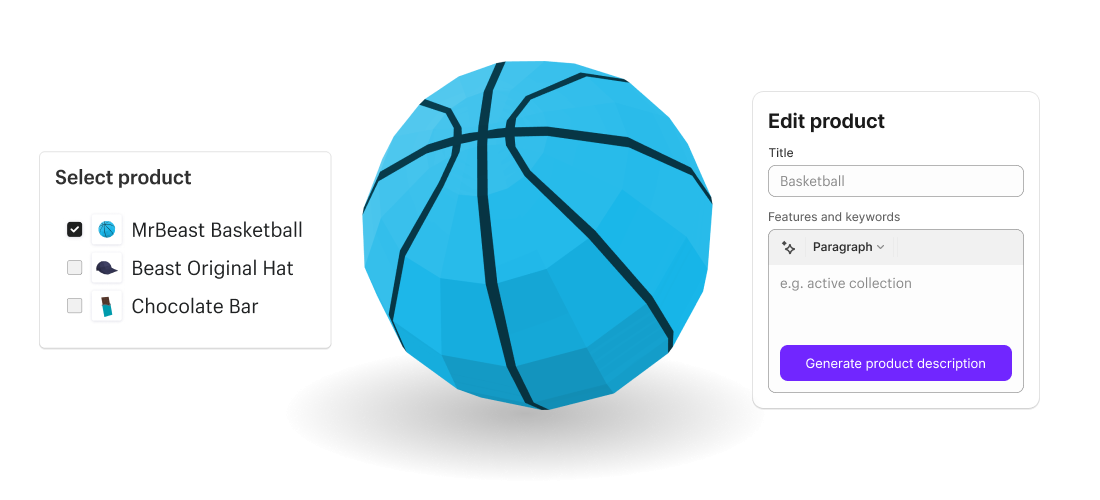 Select product
MrBeast Basketball
Beast Original Hat
Chocolate Bar
Edit product
Title
Basketball
Features and keywords
Paragraph
e.g. active collection
Generate product description